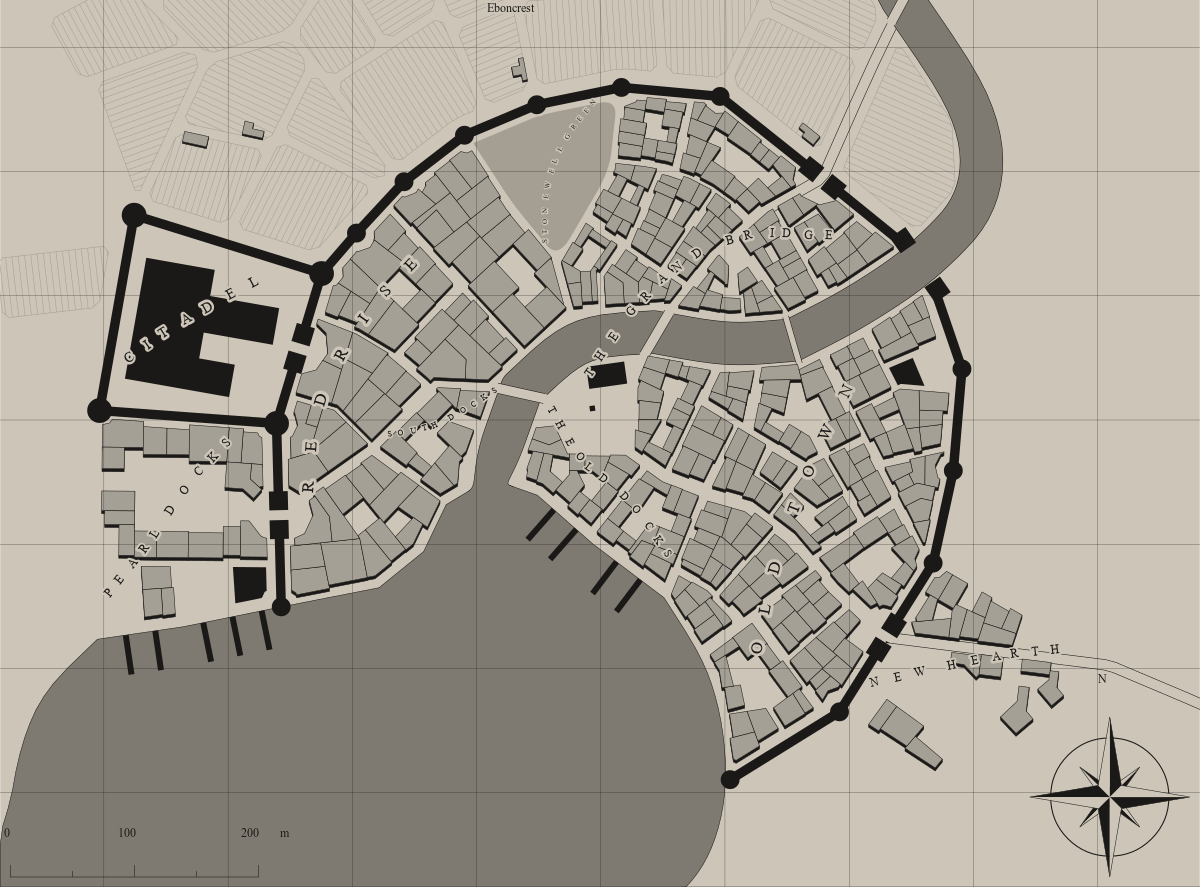 Eboncrest
STONEWELL GREEN
THE GRAND BRIDGE
CITADEL
RED RISE
SOUTH DOCKS
THE OLD DOCKS
PEARL DOCKS
OLD TOWN
NEW HEARTH
N
0 100 200 m